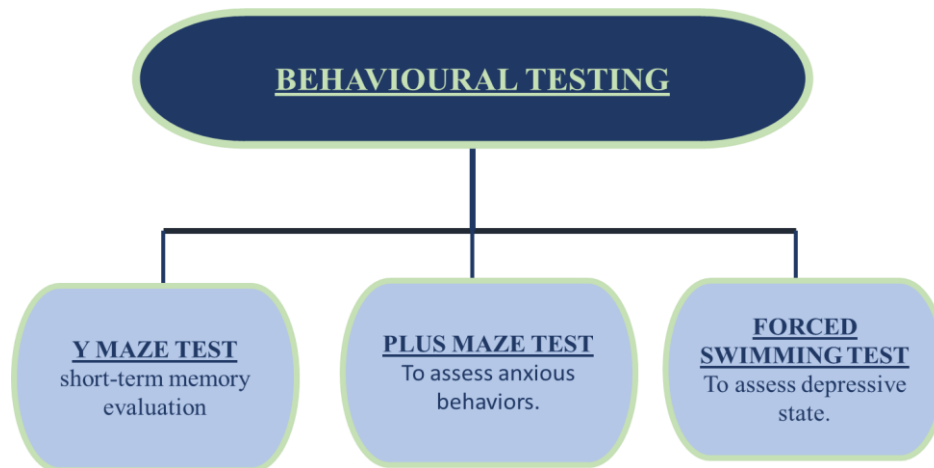 BEHAVIOURAL TESTING
Y MAZE TEST
short-term memory
evaluation
PLUS MAZE TEST
To assess anxious
behaviors.
FORCED
SWIMMING TEST
To assess depressive
state.